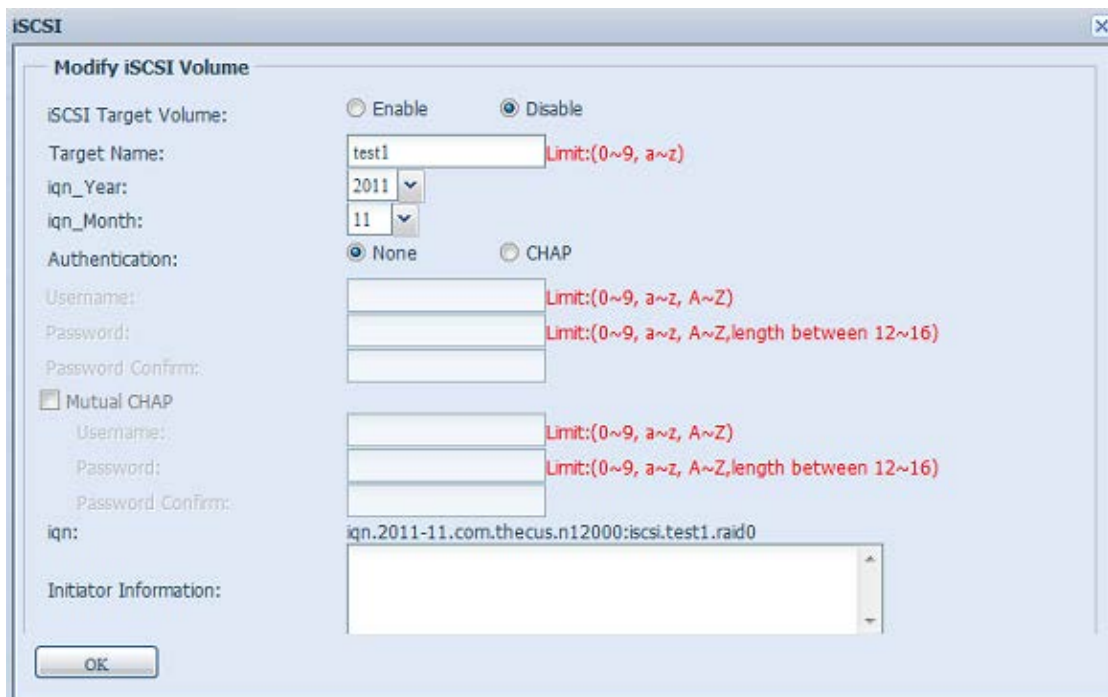 iSCSI
Modify iSCSI Volume
iSCSI Target Volume: Enable Disable
Target Name: test1 Limit:(0~9, a~z)
iqn_Year: 2011
iqn_Month: 11
Authentication: None CHAP
Username: Limit:(0~9, a~z, A~Z)
Password: Limit:(0~9, a~z, A~Z,length between 12~16)
Password Confirm:
Mutual CHAP
Username: Limit:(0~9, a~z, A~Z)
Password: Limit:(0~9, a~z, A~Z,length between 12~16)
Password Confirm:
iqn: iqn.2011-11.com.thecus.n12000:iscsi.test1.raid0
Initiator Information:
OK